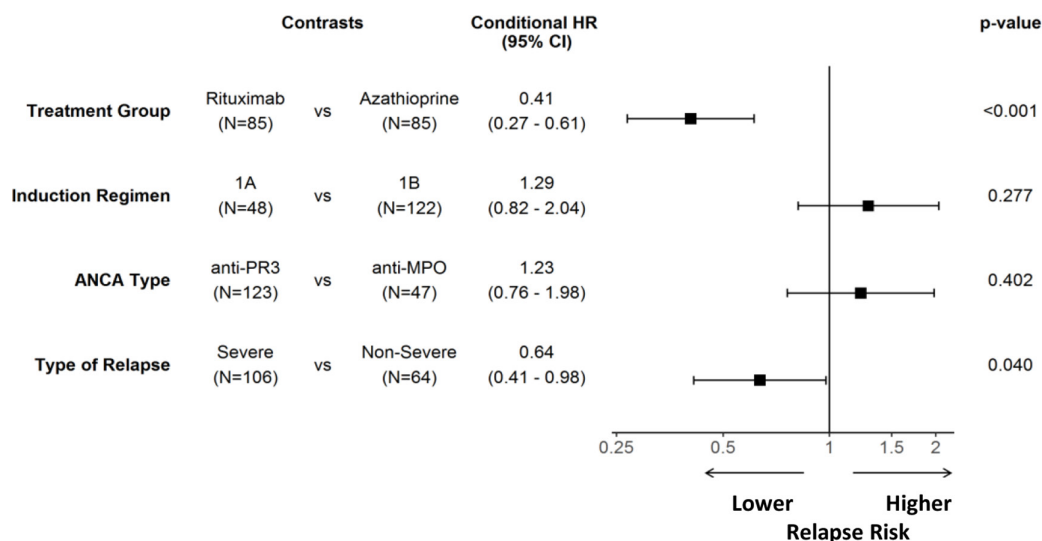 Contrasts Conditional HR p-value
(95% CI)
Rituximab Azathioprine 0.41
Treatment Group vs <0.001
(N=85) (N=85) (0.27 - 0.61)
1A 1B 1.29
Induction Regimen vs 0.277
(N=48) (N=122) (0.82 - 2.04)
anti-PR3 anti-MPO 1.23
ANCA Type vs 0.402
(N=123) (N=47) (0.76 - 1.98)
Severe Non-Severe 0.64
Type of Relapse vs 0.040
(N=106) (N=64) (0.41 - 0.98)
0.25 0.5 1 1.5 2
Lower Higher
Relapse Risk